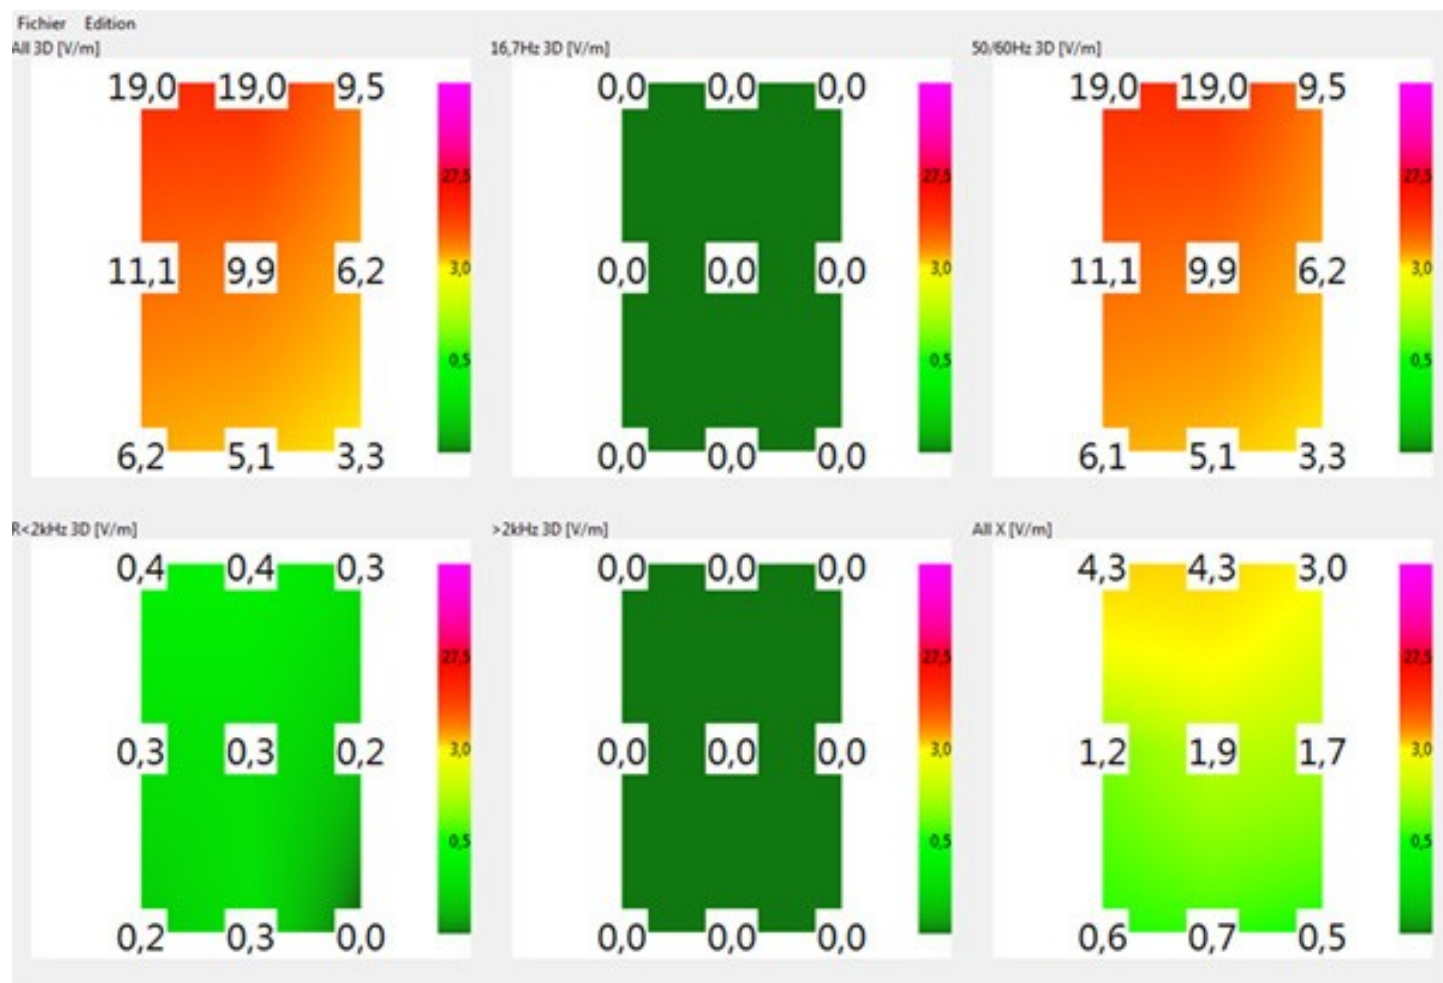 Fichier Edition
All 3D [V/m] 16,7Hz 3D [V/m] 50/60Hz 3D [V/m]
19,0 19,0 9,5 0,0 0,0 0,0 19,0 19,0 9,5
27,5 27,5 27,5
11,1 9,9 6,2 3,0 0,0 0,0 0,0 3,0 11,1 9,9 6,2 3,0
0,5 0,5 0,5
6,2 5,1 3,3 0,0 0,0 0,0 6,1 5,1 3,3
R<2kHz 3D [V/m] >2kHz 3D [V/m] All X [V/m]
0,4 0,4 0,3 0,0 0,0 0,0 4,3 4,3 3,0
27,5 27,5 27,5
0,3 0,3 0,2 3,0 0,0 0,0 0,0 3,0 1,2 1,9 1,7 3,0
0,5 0,5 0,5
0,2 0,3 0,0 0,0 0,0 0,0 0,6 0,7 0,5